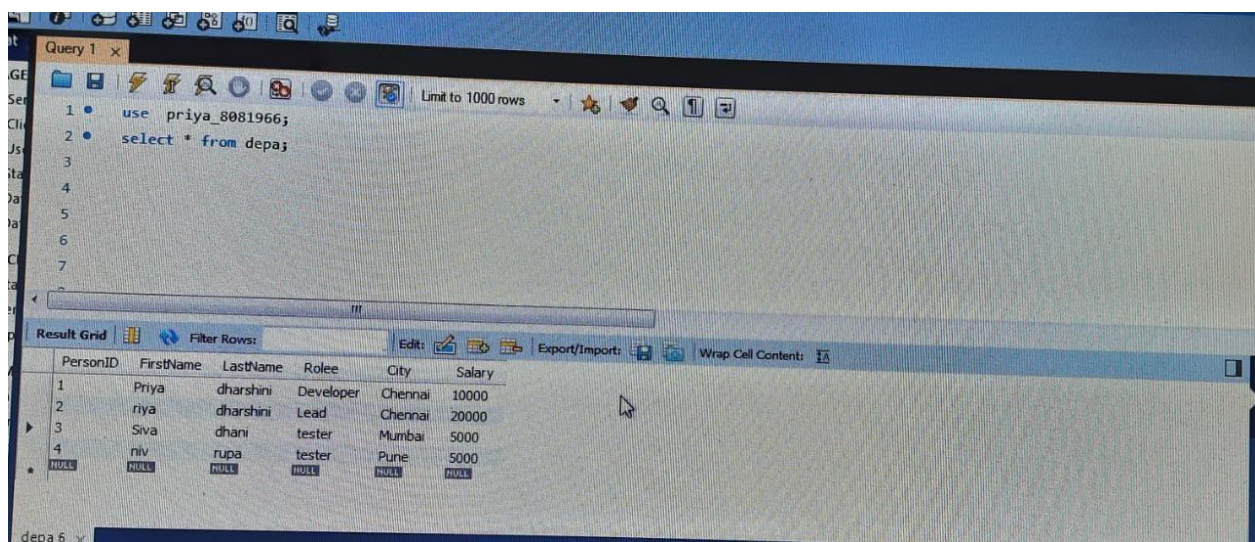 Query 1
Limit to 1000 rows
1 use priya_8081966;
2 select * from depa;
3
4
5
6
7
Result Grid Filter Rows: Edit: Export/Import: Wrap Cell Content:
PersonID FirstName LastName Rolee City Salary
1 Priya dharshini Developer Chennai 10000
2 riya dharshini Lead Chennai 20000
3 Siva dhani tester Mumbai 5000
4 niv rupa tester Pune 5000
NULL NULL NULL NULL NULL NULL
depa 6